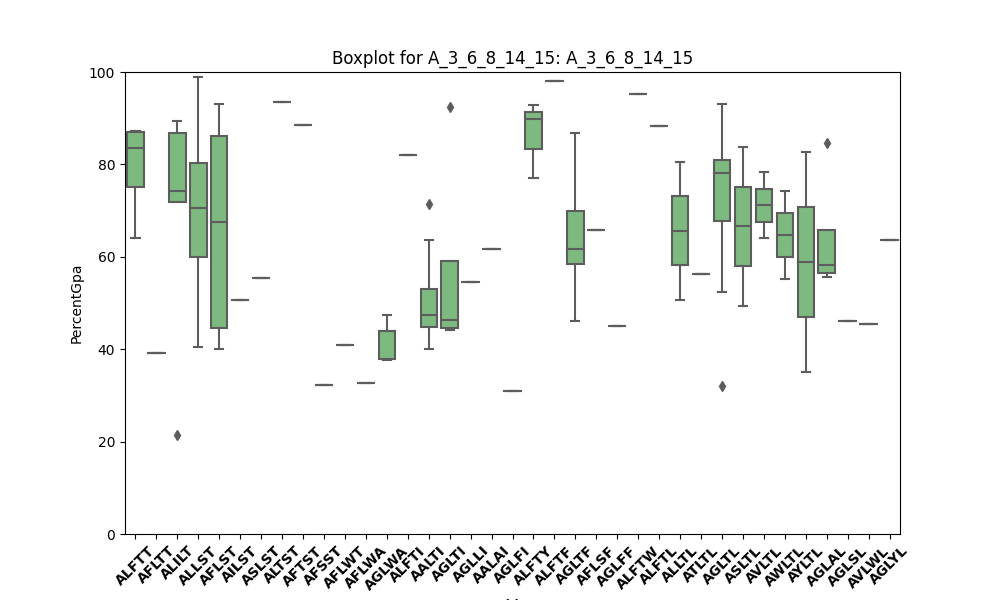 Boxplot for A_3_6_8_14_15: A_3_6_8_14_15
PercentGpa
100
80
60
40
20
0
ALFTT AFLTT ALILT ALLST AFLST AILST ASLST ALTST AFTST AFSST AFLWT AFLWA AGLWA ALFTI AALTI AGLTI AGLLI AALAI AGLFI ALFTY ALFTF AGLTF AFLSF AGLFF ALFTW ALFTL ALLTL ATLTL AGLTL ASLTL AVLTL AWLTL AYLTL AGLAL AGLSL AVLWL AGLYL